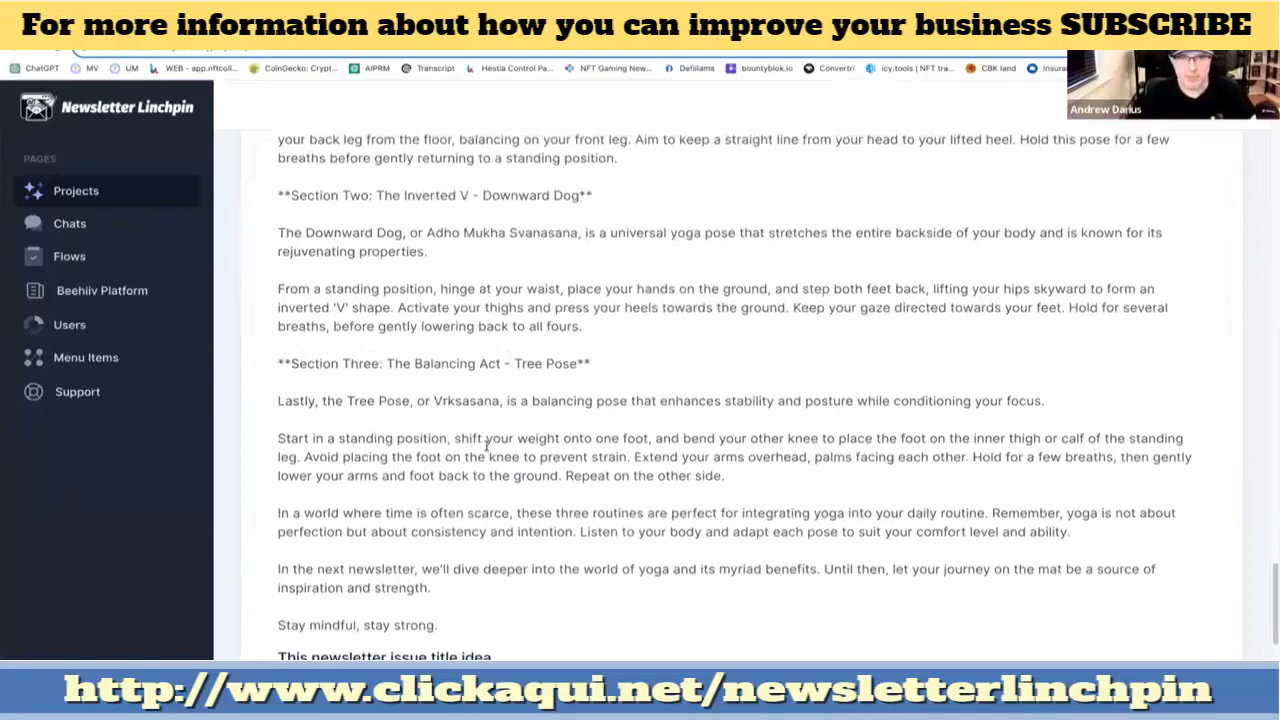 For more information about how you can improve your business SUBSCRIBE
ChatGPT MV UM WEB - app.nftcoll... CoinGecko: Crypt... AIPRM Transcript Hestia Control Pa... NFT Gaming New... Defillama bountyblok.io Convertri icy.tools | NFT tra... CBK land insura
Andrew Darius
Newsletter Linchpin
PAGES
Projects
Chats
Flows
Beehiiv Platform
Users
Menu Items
Support
your back leg from the floor, balancing on your front leg. Aim to keep a straight line from your head to your lifted heel. Hold this pose for a few
breaths before gently returning to a standing position.
**Section Two: The Inverted V - Downward Dog**
The Downward Dog, or Adho Mukha Svanasana, is a universal yoga pose that stretches the entire backside of your body and is known for its
rejuvenating properties.
From a standing position, hinge at your waist, place your hands on the ground, and step both feet back, lifting your hips skyward to form an
inverted 'V' shape. Activate your thighs and press your heels towards the ground. Keep your gaze directed towards your feet. Hold for several
breaths, before gently lowering back to all fours.
**Section Three: The Balancing Act - Tree Pose**
Lastly, the Tree Pose, or Vrksasana, is a balancing pose that enhances stability and posture while conditioning your focus.
Start in a standing position, shift your weight onto one foot, and bend your other knee to place the foot on the inner thigh or calf of the standing
leg. Avoid placing the foot on the knee to prevent strain. Extend your arms overhead, palms facing each other. Hold for a few breaths, then gently
lower your arms and foot back to the ground. Repeat on the other side.
In a world where time is often scarce, these three routines are perfect for integrating yoga into your daily routine. Remember, yoga is not about
perfection but about consistency and intention. Listen to your body and adapt each pose to suit your comfort level and ability.
In the next newsletter, we'll dive deeper into the world of yoga and its myriad benefits. Until then, let your journey on the mat be a source of
inspiration and strength.
Stay mindful, stay strong.
This newsletter issue title idea
http://www.clickaqui.net/newsletterlinchpin